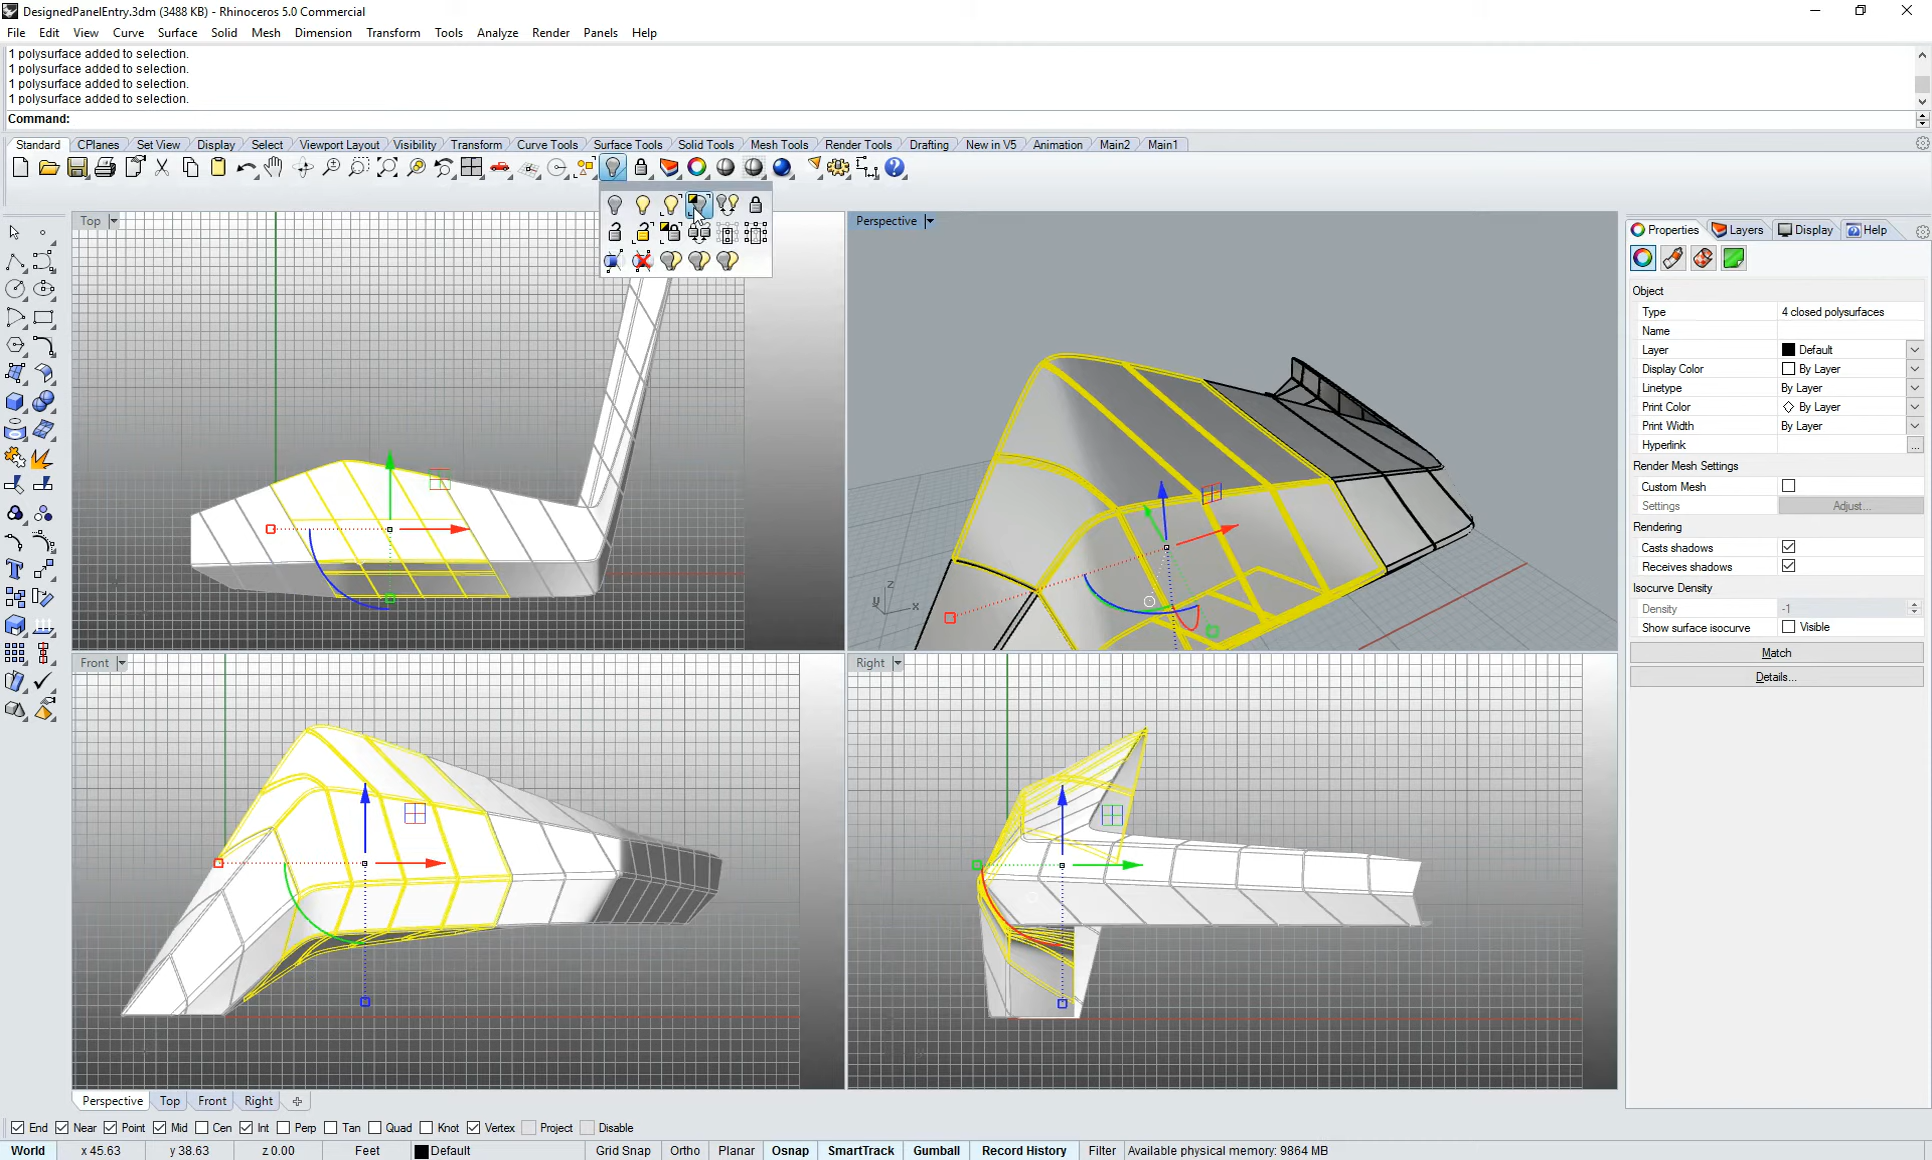 DesignedPanelEntry.3dm (3488 KB) - Rhinoceros 5.0 Commercial
File Edit View Curve Surface Solid Mesh Dimension Transform Tools Analyze Render Panels Help
1 polysurface added to selection.
1 polysurface added to selection.
1 polysurface added to selection.
1 polysurface added to selection.
Command:
Standard CPlanes Set View Display Select Viewport Layout Visibility Transform Curve Tools Surface Tools Solid Tools Mesh Tools Render Tools Drafting New in V5 Animation Main2 Main1
Top
Perspective
Properties Layers Display Help
Object
Type 4 closed polysurfaces
Name
Layer Default
Display Color By Layer
Linetype By Layer
Print Color By Layer
Print Width By Layer
Hyperlink ...
Render Mesh Settings
Custom Mesh
Settings Adjust...
Rendering
Casts shadows
Receives shadows
Isocurve Density
Density -1
Show surface isocurve Visible
Match
Details...
z
y x
Front
Right
Perspective Top Front Right
End Near Point Mid Cen Int Perp Tan Quad Knot Vertex Project Disable
World x 45.63 y 38.63 z 0.00 Feet Default Grid Snap Ortho Planar Osnap SmartTrack Gumball Record History Filter Available physical memory: 9864 MB